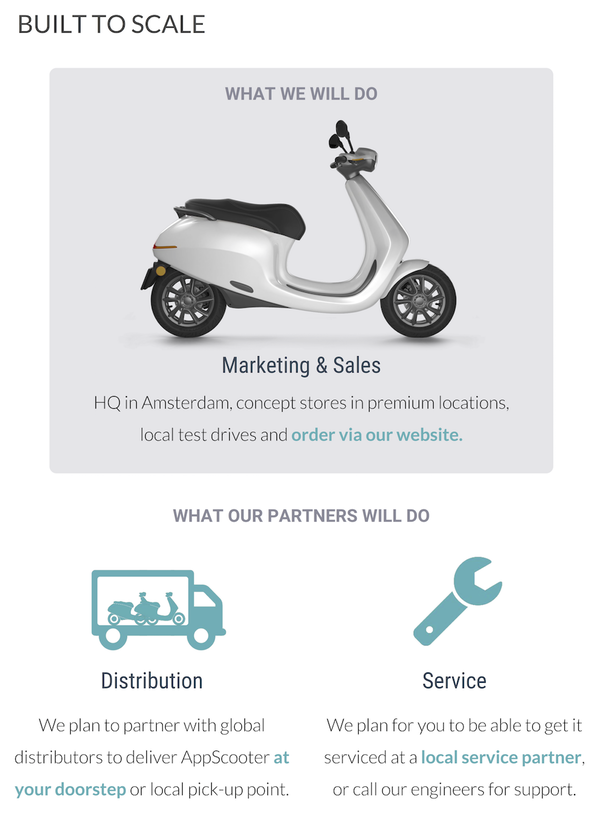 BUILT TO SCALE
WHAT WE WILL DO
Marketing & Sales
HQ in Amsterdam, concept stores in premium locations,
local test drives and order via our website.
WHAT OUR PARTNERS WILL DO
Distribution
We plan to partner with global
distributors to deliver AppScooter at
your doorstep or local pick-up point.
Service
We plan for you to be able to get it
serviced at a local service partner,
or call our engineers for support.